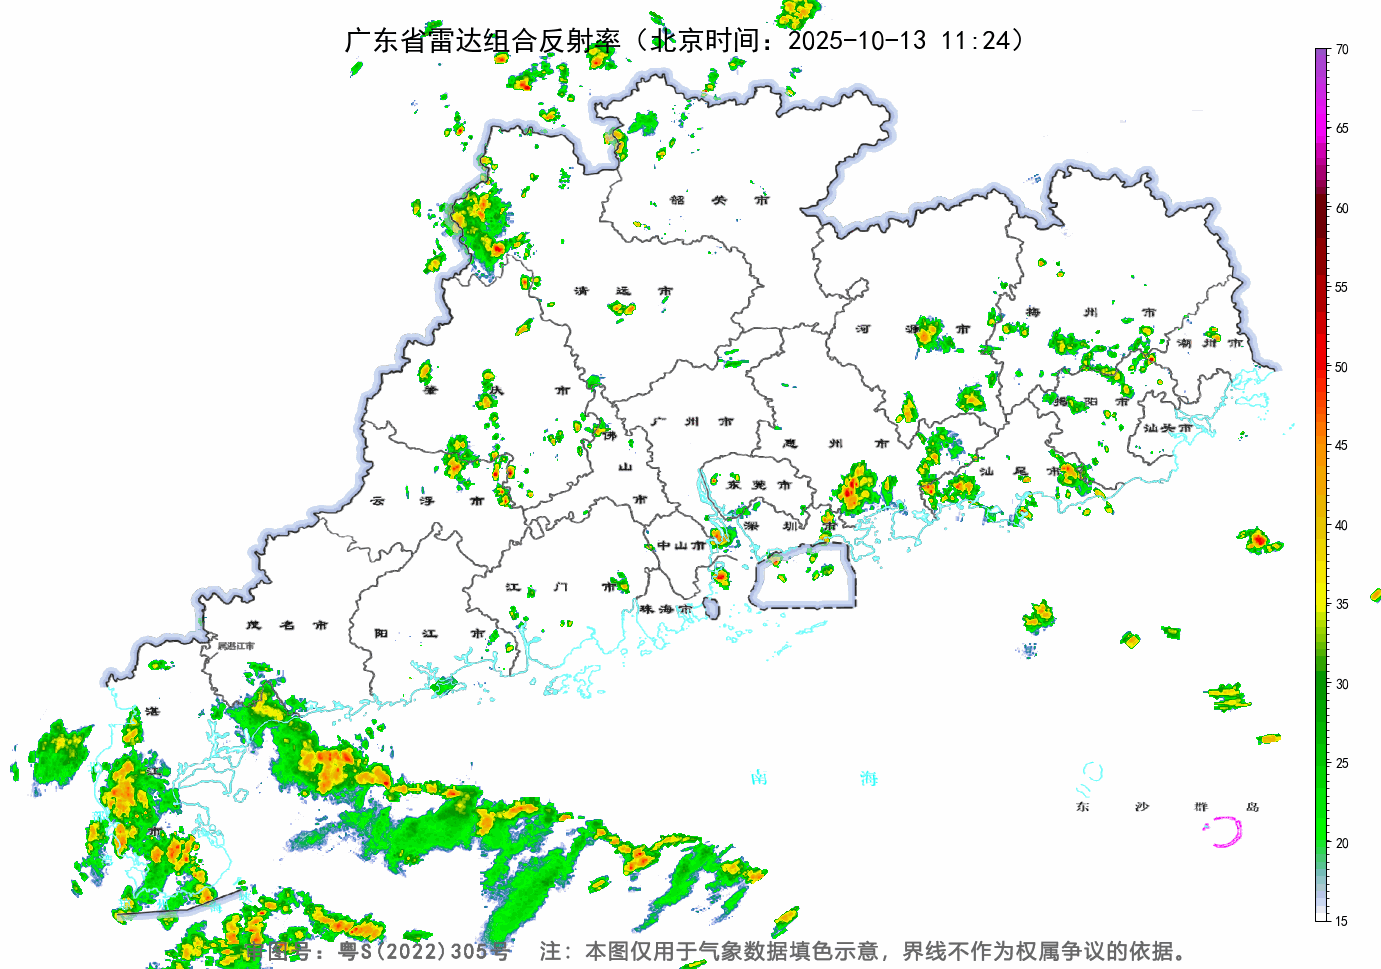 广东省雷达组合反射率（北京时间：2025-10-13 11:24）
70
65
60
55
50
45
40
35
30
25
20
15
韶关市
清远市
河源市
梅州市
潮州市
肇庆市
广州市
佛山市
惠州市
揭阳市
汕头市
汕尾市
云浮市
东莞市
深圳市
中山市
江门市
珠海市
茂名市
阳江市
属湛江市
湛江市
南海
东沙群岛
审图号：粤S(2022)305号 注：本图仅用于气象数据填色示意，界线不作为权属争议的依据。